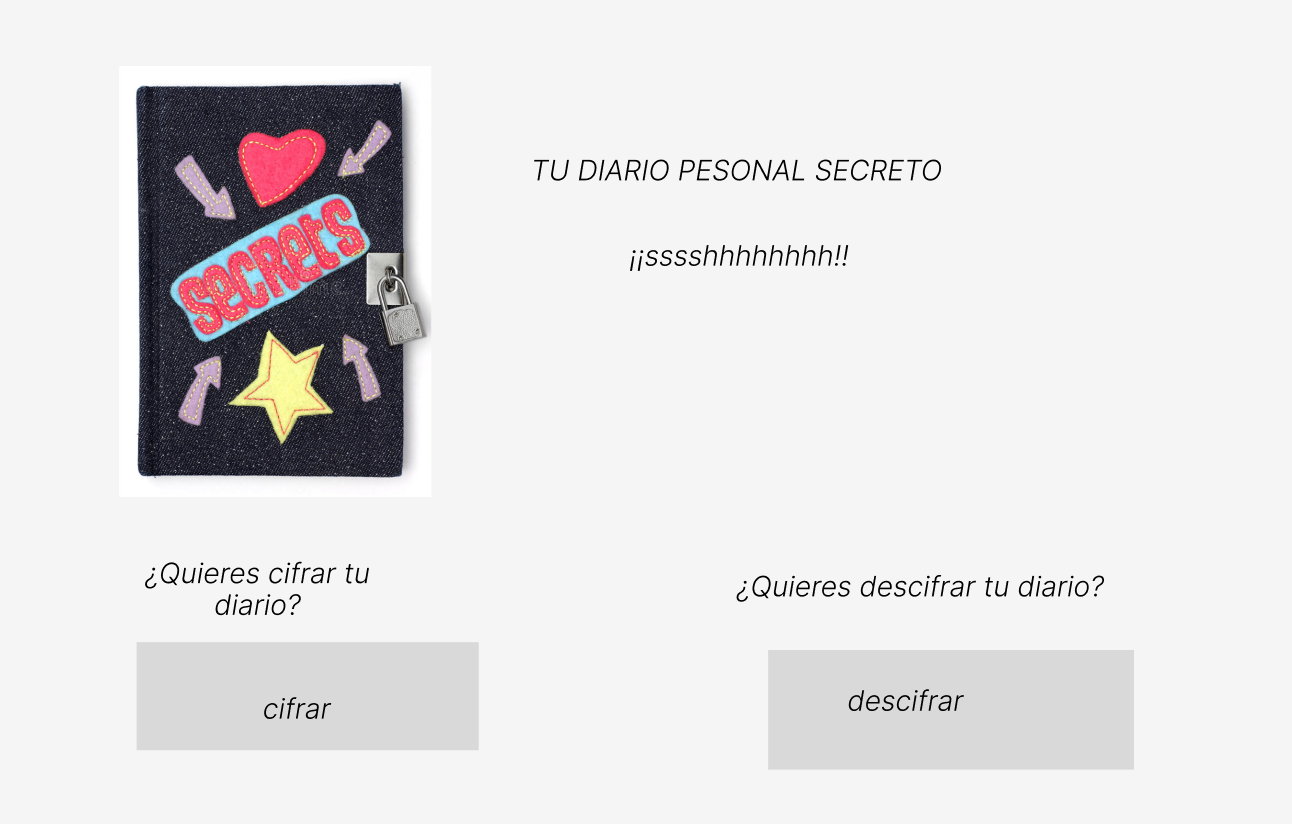 secRets
TU DIARIO PESONAL SECRETO
¡¡sssshhhhhhhh!!
¿Quieres cifrar tu
diario?
¿Quieres descifrar tu diario?
cifrar
descifrar